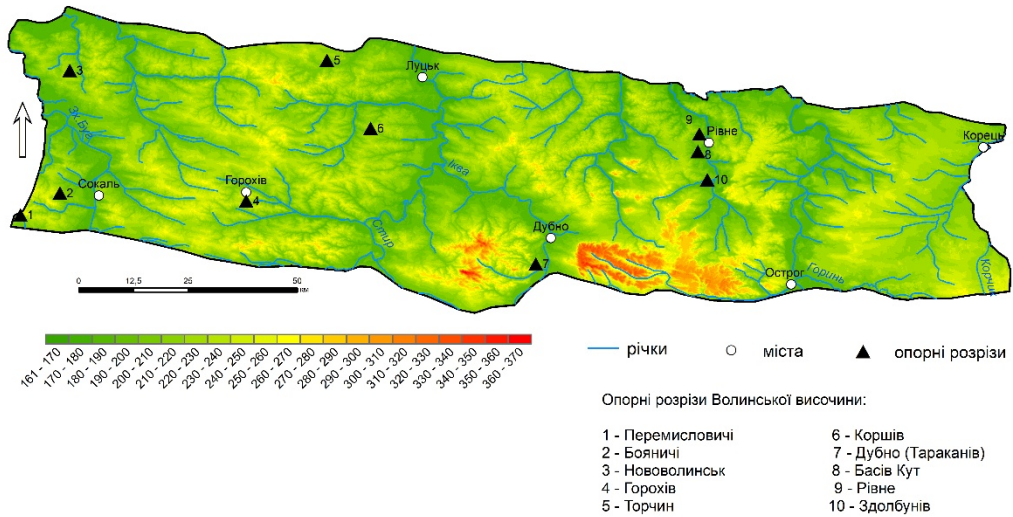 5
Луцьк
3
Зх. Буг
6
9
Рівне
8
Корець
Іква
10
2
Сокаль
Горохів
4
1
Стир
Дубно
7
Острог
Горинь
Корчик
0 12,5 25 50
км
161 - 170
170 - 180
180 - 190
190 - 200
200 - 210
210 - 220
220 - 230
230 - 240
240 - 250
250 - 260
260 - 270
270 - 280
280 - 290
290 - 300
300 - 310
310 - 320
320 - 330
330 - 340
340 - 350
350 - 360
360 - 370
річки міста опорні розрізи
Опорні розрізи Волинської височини:
1 - Перемисловичі
2 - Бояничі
3 - Нововолинськ
4 - Горохів
5 - Торчин
6 - Коршів
7 - Дубно (Тараканів)
8 - Басів Кут
9 - Рівне
10 - Здолбунів